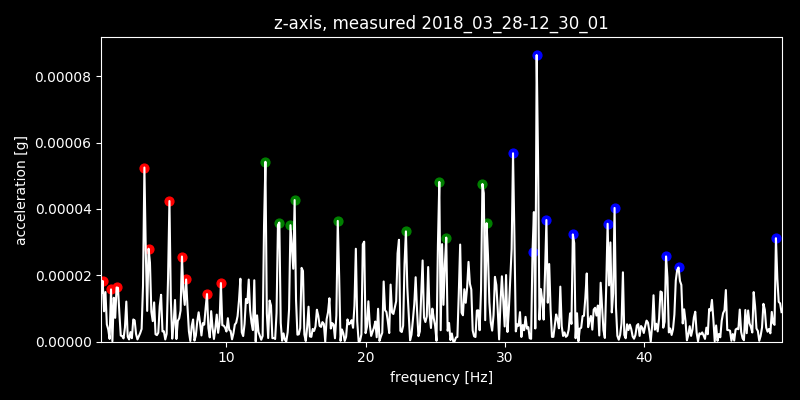 z-axis, measured 2018_03_28-12_30_01
acceleration [g]
0.00008
0.00006
0.00004
0.00002
0.00000
10 20 30 40
frequency [Hz]